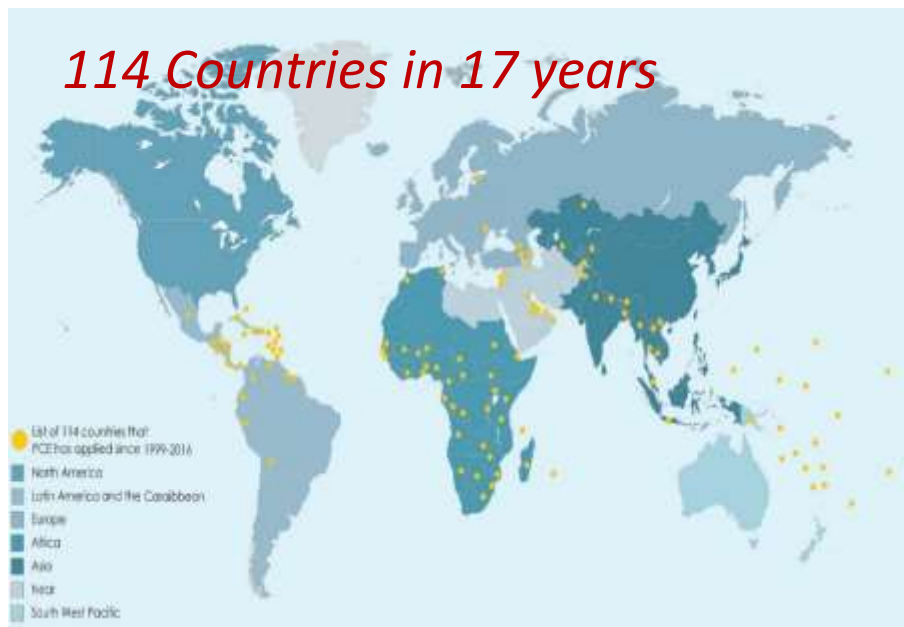 114 Countries in 17 years
List of 114 countries that
PCE has applied since 1999-2016
North America
Latin America and the Caraibbean
Europe
Africa
Asia
Near
South West Pacific